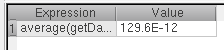 Expression Value
1 average(getDa... 129.6E-12